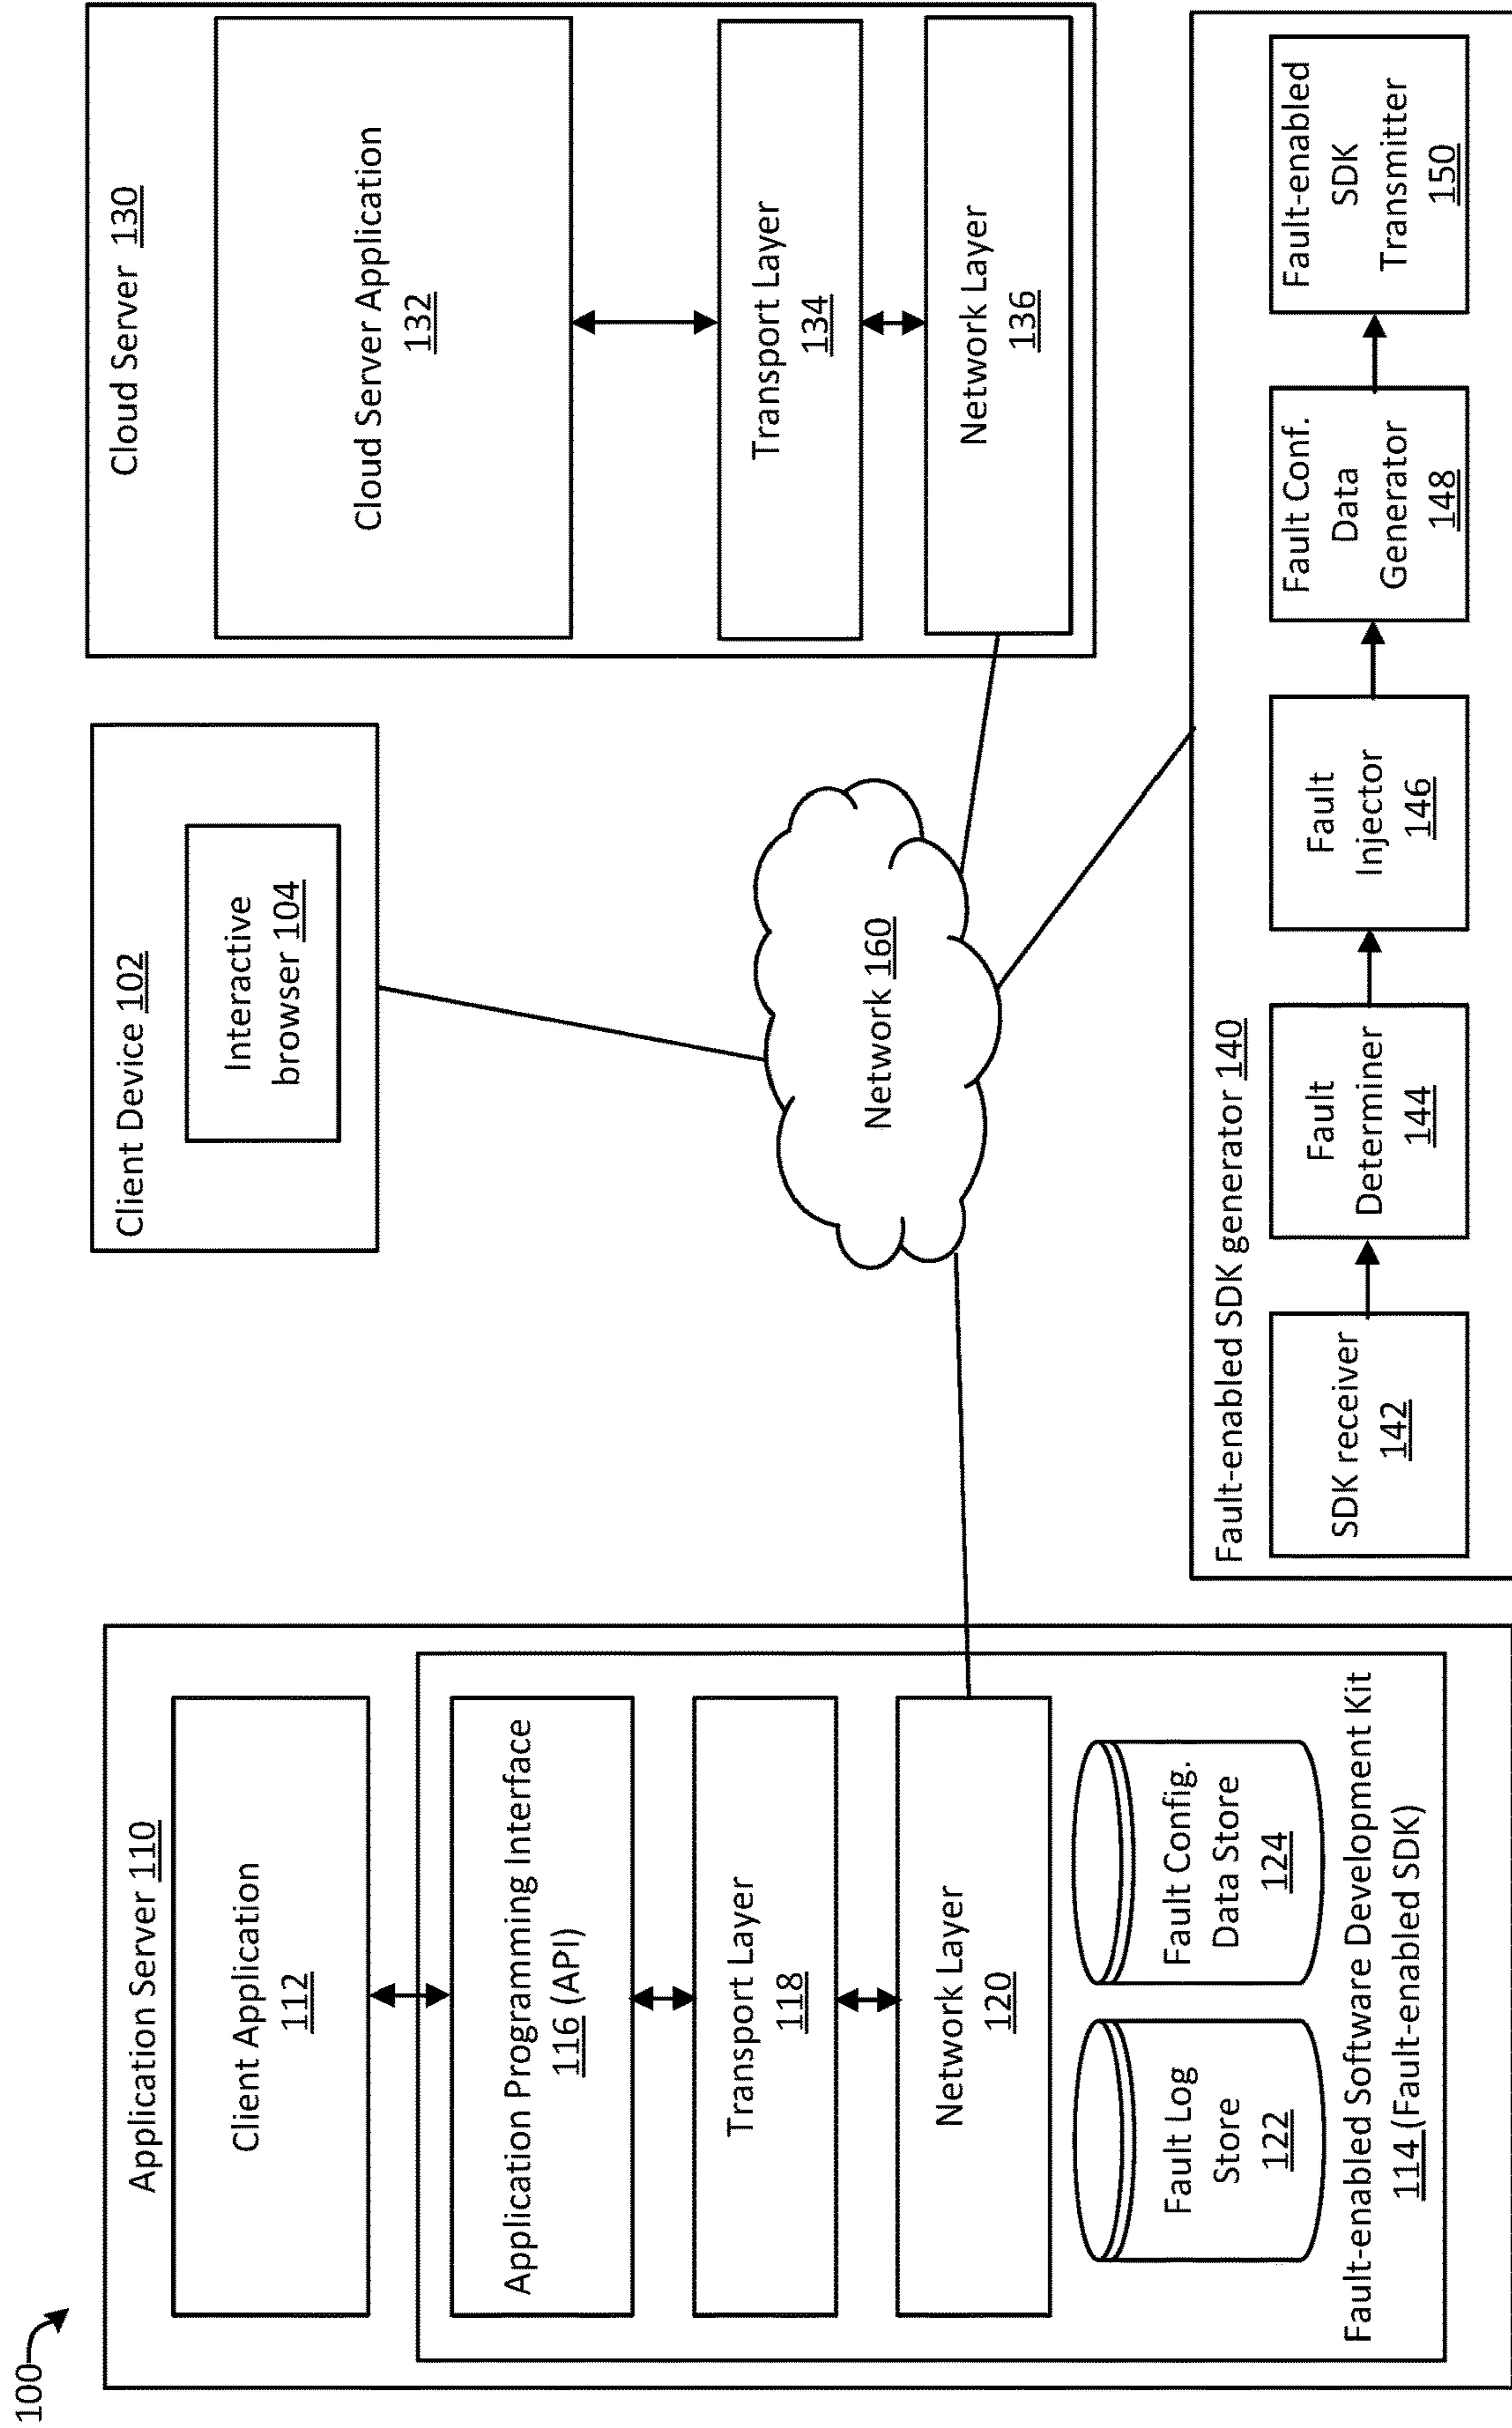 100
Application Server 110
Client Application
112
Application Programming Interface
116 (API)
Transport Layer
118
Network Layer
120
Fault Log
Store
122
Fault Config.
Data Store
124
Fault-enabled Software Development Kit
114 (Fault-enabled SDK)
Client Device 102
Interactive
browser 104
Network 160
Cloud Server 130
Cloud Server Application
132
Transport Layer
134
Network Layer
136
Fault-enabled SDK generator 140
SDK receiver
142
Fault
Determiner
144
Fault
Injector
146
Fault Conf.
Data
Generator
148
Fault-enabled
SDK
Transmitter
150